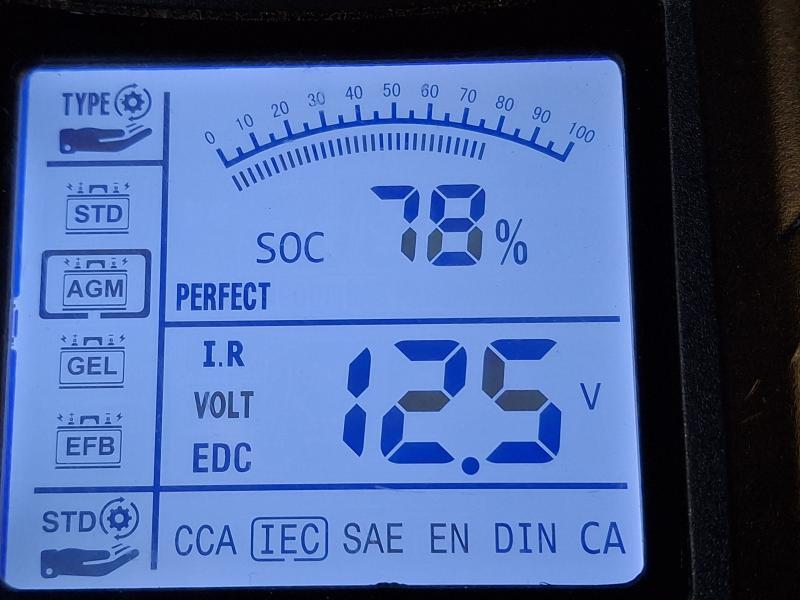 TYPE
0 10 20 30 40 50 60 70 80 90 100
STD
SOC 78%
AGM
PERFECT
I.R
GEL
VOLT 12.5 V
EFB
EDC
STD
CCA IEC SAE EN DIN CA